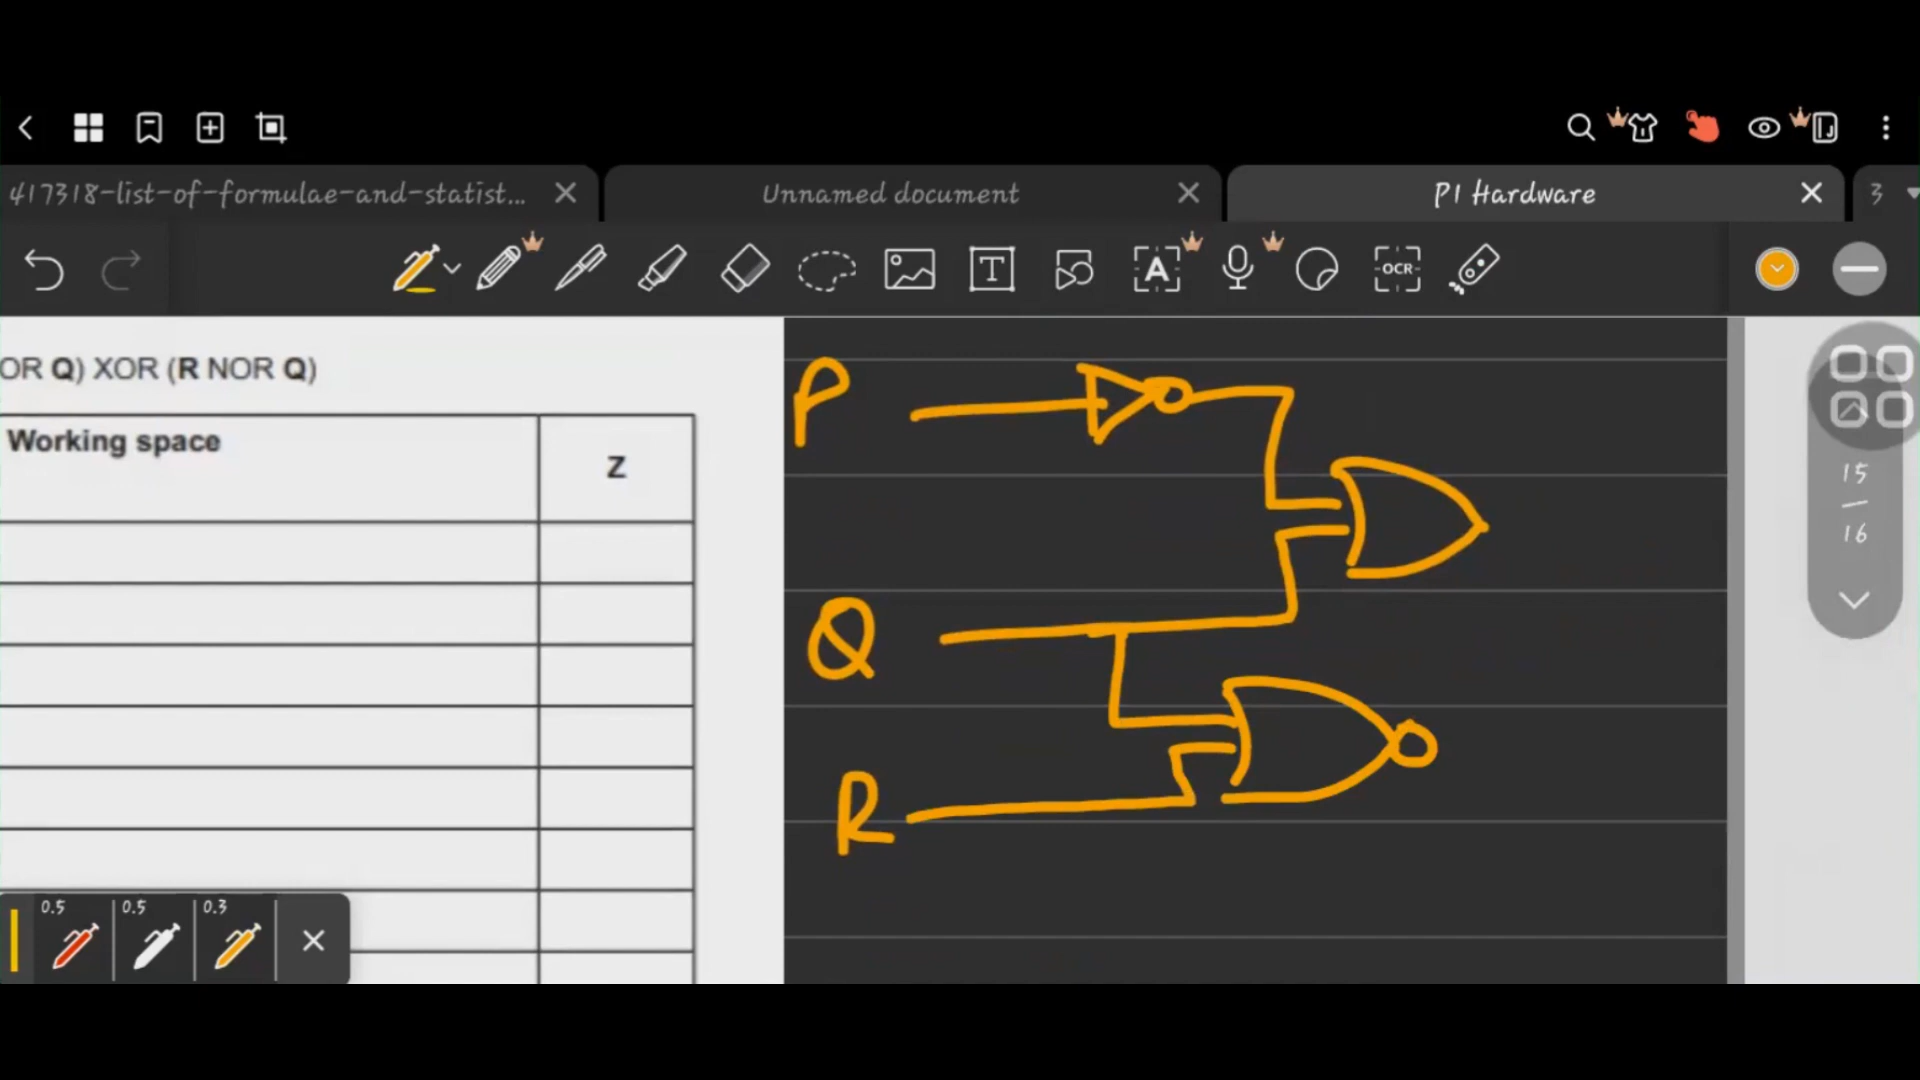 417318-list-of-formulae-and-statist...
Unnamed document
P1 Hardware
3
T
A
OCR
OR Q) XOR (R NOR Q)
Working space
Z
P
Q
R
15
16
0.5
0.5
0.3